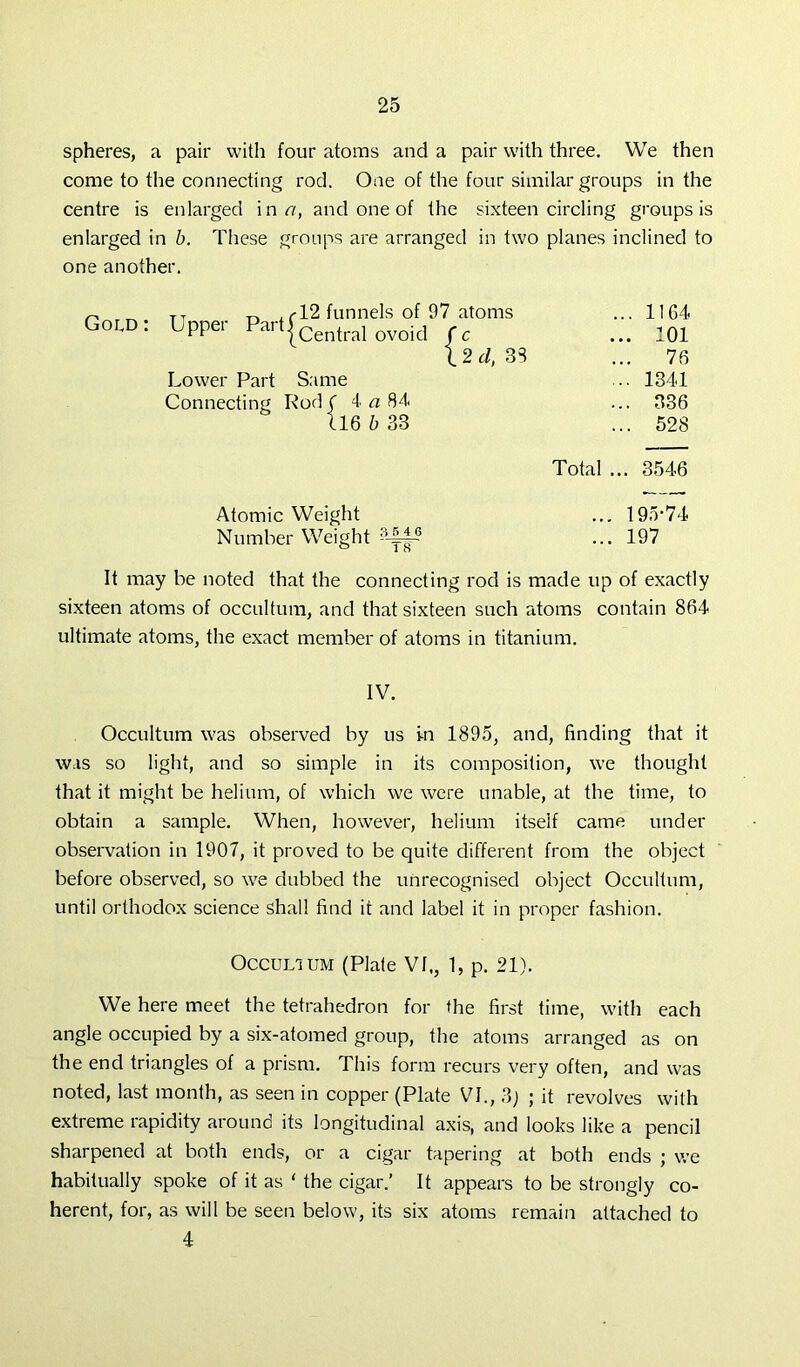 25
spheres, a pair with four atoms and a pair with three. We then
come to the connecting rod. One of the four similar groups in the
centre is enlarged in a, and one of the sixteen circling groups is
enlarged in b. These groups are arranged in two planes inclined to
one another.
GOLD: Upper Part { 12 funnels of 97 atoms ... 1164
{ Central ovoid { c ... 101
{ 2 d, 38 ... 76
Lower Part Same ... 1341
Connecting Rod { 4 a 84 ... 336
{ 16 b 33 ... 528
Total ... 3546
Atomic Weight ... 195·74
Number Weight 3546/18 ... 197
It may be noted that the connecting rod is made up of exactly
sixteen atoms of occultum, and that sixteen such atoms contain 864
ultimate atoms, the exact member of atoms in titanium.
IV.
Occultum was observed by us in 1895, and, finding that it
was so light, and so simple in its composition, we thought
that it might be helium, of which we were unable, at the time, to
obtain a sample. When, however, helium itself came under
observation in 1907, it proved to be quite different from the object
before observed, so we dubbed the unrecognised object Occultum,
until orthodox science shall find it and label it in proper fashion.
OCCULTUM (Plate VI., 1, p. 21).
We here meet the tetrahedron for the first time, with each
angle occupied by a six-atomed group, the atoms arranged as on
the end triangles of a prism. This form recurs very often, and was
noted, last month, as seen in copper (Plate VI., 3) ; it revolves with
extreme rapidity around its longitudinal axis, and looks like a pencil
sharpened at both ends, or a cigar tapering at both ends ; we
habitually spoke of it as ‘ the cigar.’ It appears to be strongly co-
herent, for, as will be seen below, its six atoms remain attached to
4